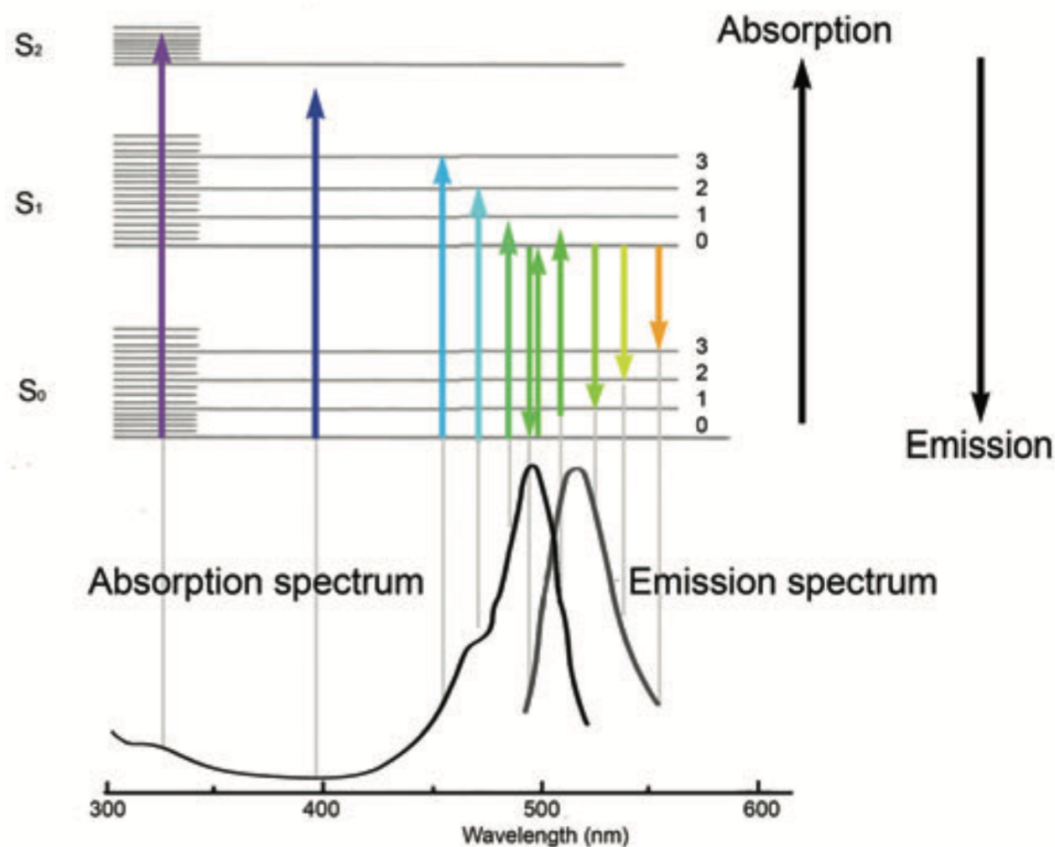 Absorption
S₂
3
S₁
2
1
0
3
2
S₀
1
0
Emission
Absorption spectrum
Emission spectrum
300
400
500
600
Wavelength (nm)